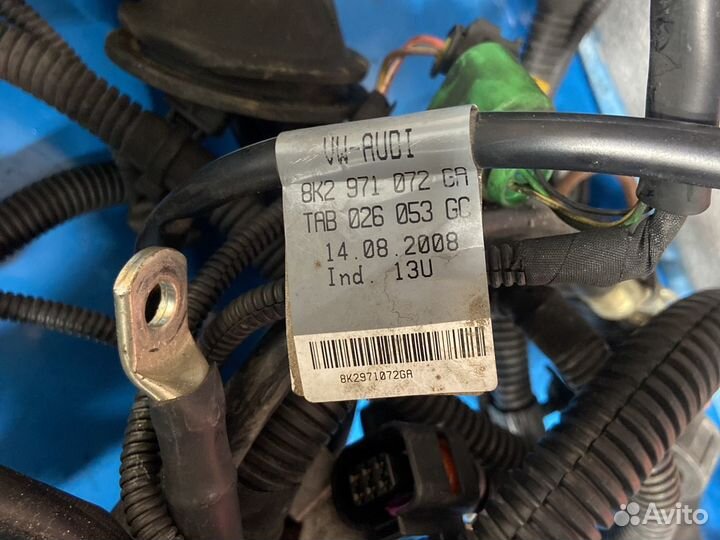 VW-AUDI
8K2 971 072 GA
TAB 026 053 GC
14.08.2008
Ind. 13U
8K2971072GA
Avito